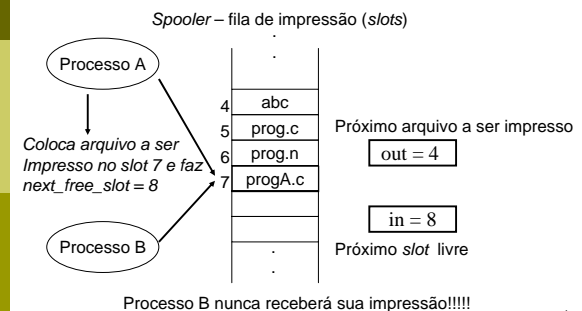 Spooler – fila de impressão (slots)
Processo A
Coloca arquivo a ser
Impresso no slot 7 e faz
next_free_slot = 8
Processo B
4 abc
5 prog.c
6 prog.n
7 progA.c
Próximo arquivo a ser impresso
out = 4
in = 8
Próximo slot livre
Processo B nunca receberá sua impressão!!!!!